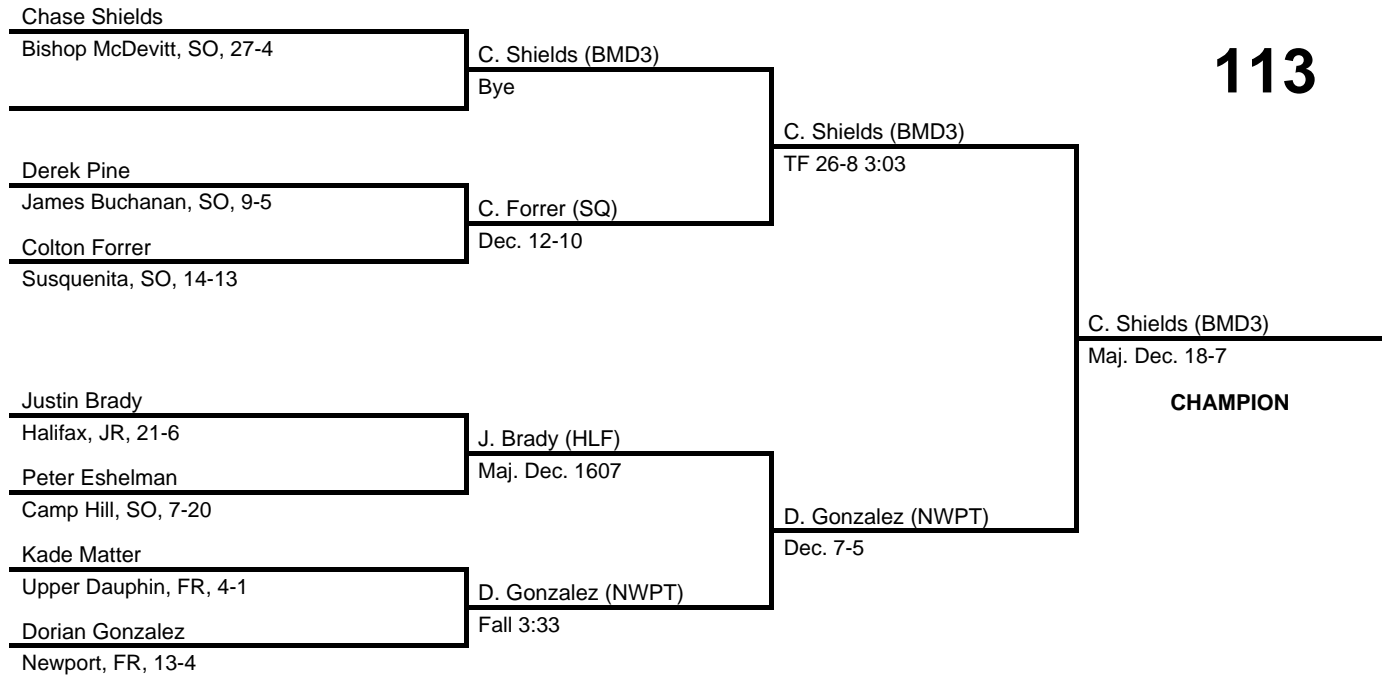 Chase Shields
Bishop McDevitt, SO, 27-4
C. Shields (BMD3)
Bye
113
C. Shields (BMD3)
TF 26-8 3:03
Derek Pine
James Buchanan, SO, 9-5
C. Forrer (SQ)
Dec. 12-10
Colton Forrer
Susquenita, SO, 14-13
C. Shields (BMD3)
Maj. Dec. 18-7
CHAMPION
Justin Brady
Halifax, JR, 21-6
J. Brady (HLF)
Maj. Dec. 1607
Peter Eshelman
Camp Hill, SO, 7-20
D. Gonzalez (NWPT)
Dec. 7-5
Kade Matter
Upper Dauphin, FR, 4-1
D. Gonzalez (NWPT)
Fall 3:33
Dorian Gonzalez
Newport, FR, 13-4